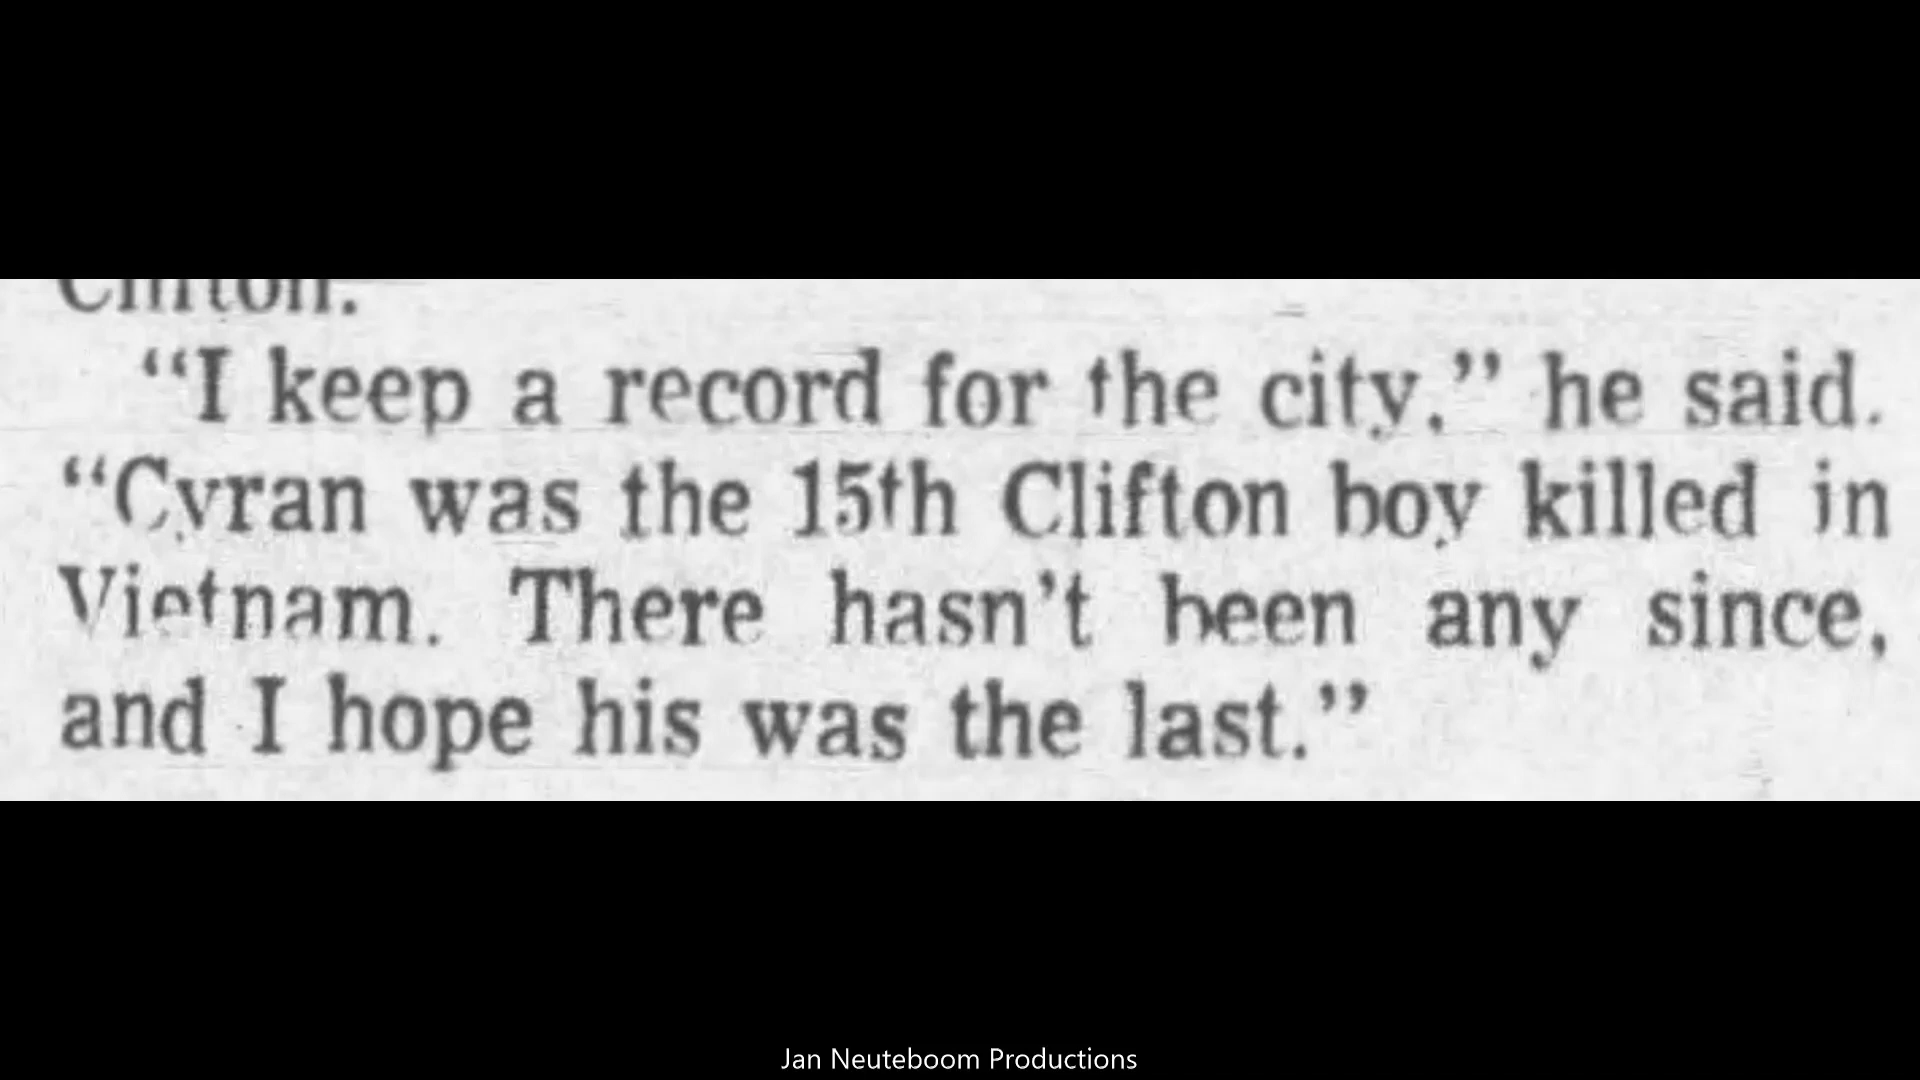 Clifton.
“I keep a record for the city,” he said.
“Cyran was the 15th Clifton boy killed in
Vietnam. There hasn’t been any since,
and I hope his was the last.”
Jan Neuteboom Productions